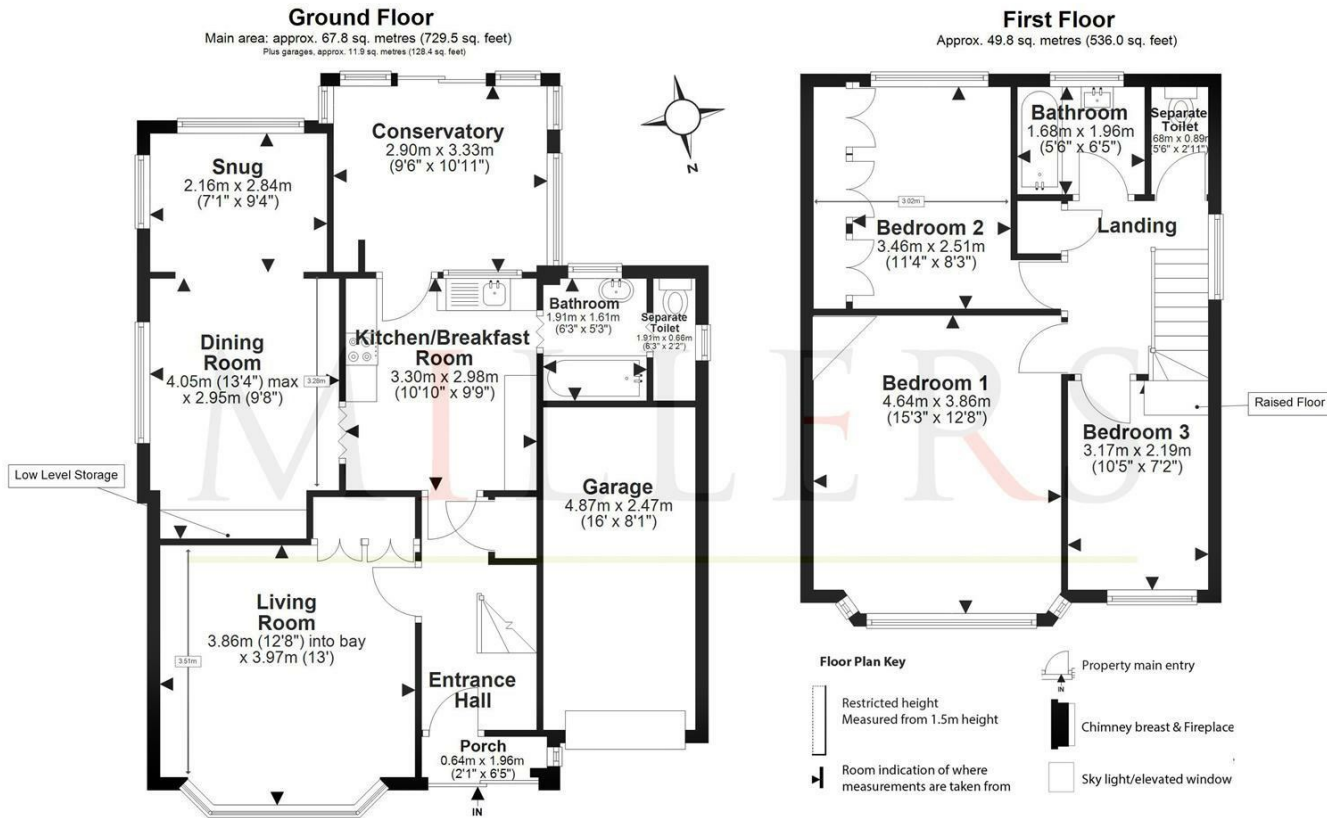 Ground Floor
Main area: approx. 67.8 sq. metres (729.5 sq. feet)
Plus garages, approx. 11.9 sq. metres (128.4 sq. feet)
Conservatory
2.90m x 3.33m
(9'6" x 10'11")
N
Snug
2.16m x 2.84m
(7'1" x 9'4")
Dining
Room
4.05m (13'4") max
x 2.95m (9'8")
3.28m
Kitchen/Breakfast
Room
3.30m x 2.98m
(10'10" x 9'9")
Bathroom
1.91m x 1.61m
(6'3" x 5'3")
Separate
Toilet
1.91m x 0.66m
(6'3" x 2'2")
Low Level Storage
Garage
4.87m x 2.47m
(16' x 8'1")
Living
Room
3.86m (12'8") into bay
x 3.97m (13')
3.51m
Entrance
Hall
Porch
0.64m x 1.96m
(2'1" x 6'5")
IN
MILLERS
First Floor
Approx. 49.8 sq. metres (536.0 sq. feet)
Bathroom
1.68m x 1.96m
(5'6" x 6'5")
Separate
Toilet
.68m x 0.89m
(5'6" x 2'11")
3.02m
Bedroom 2
3.46m x 2.51m
(11'4" x 8'3")
Landing
Bedroom 1
4.64m x 3.86m
(15'3" x 12'8")
Raised Floor
Bedroom 3
3.17m x 2.19m
(10'5" x 7'2")
Floor Plan Key
Restricted height
Measured from 1.5m height
Room indication of where
measurements are taken from
Property main entry
IN
Chimney breast & Fireplace
Sky light/elevated window